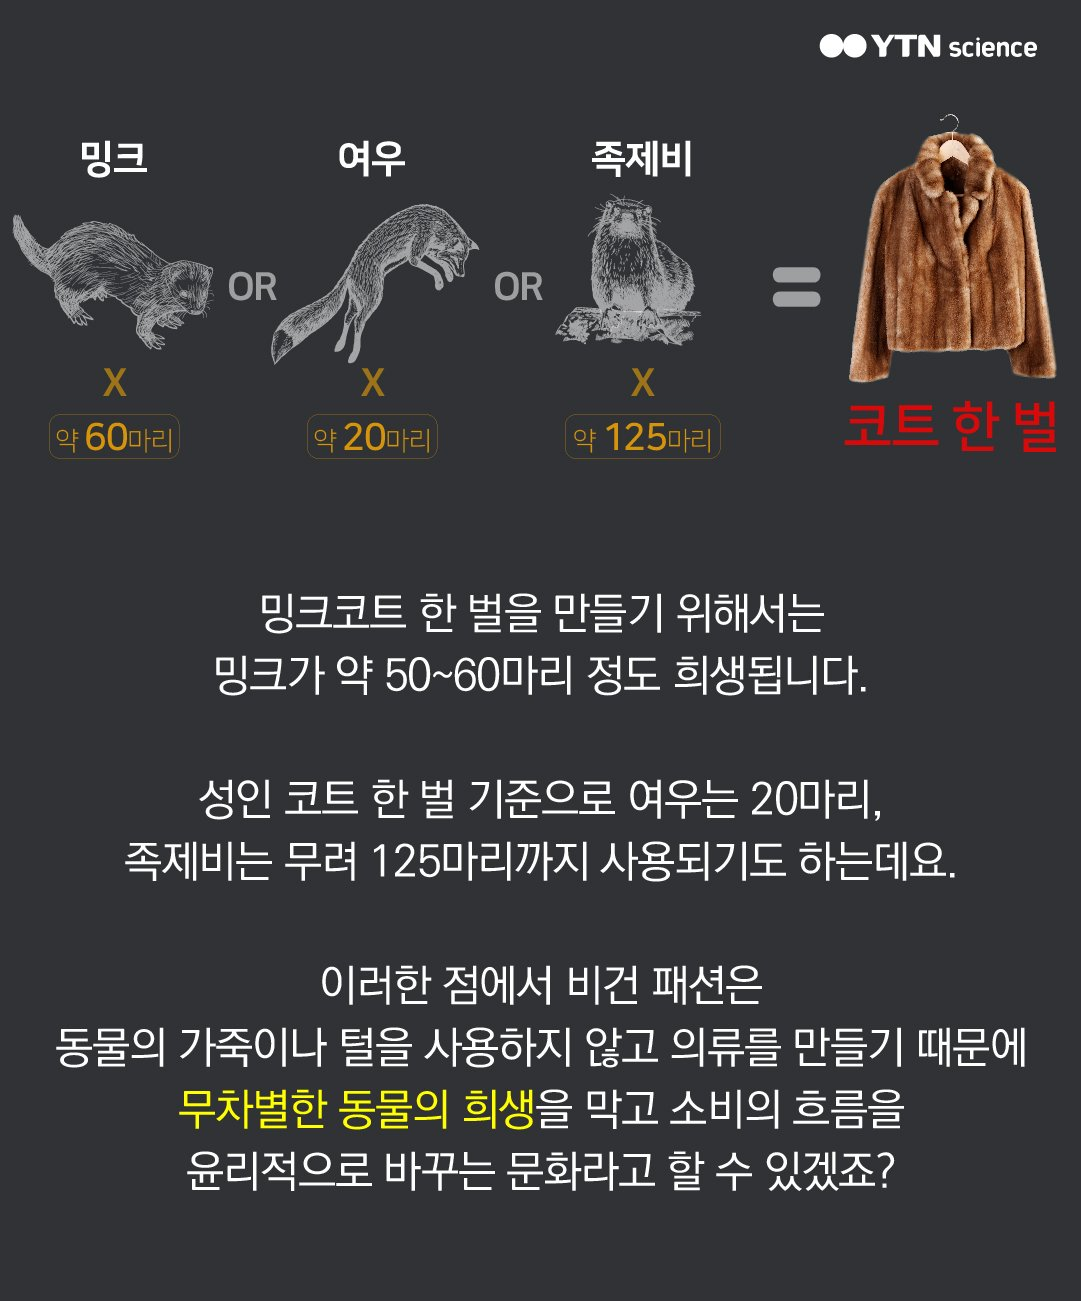 YTN science
밍크
여우
족제비
OR
OR
X
X
X
약 60마리
약 20마리
약 125마리
=
코트 한 벌
밍크코트 한 벌을 만들기 위해서는
밍크가 약 50~60마리 정도 희생됩니다.
성인 코트 한 벌 기준으로 여우는 20마리,
족제비는 무려 125마리까지 사용되기도 하는데요.
이러한 점에서 비건 패션은
동물의 가죽이나 털을 사용하지 않고 의류를 만들기 때문에
무차별한 동물의 희생을 막고 소비의 흐름을
윤리적으로 바꾸는 문화라고 할 수 있겠죠?